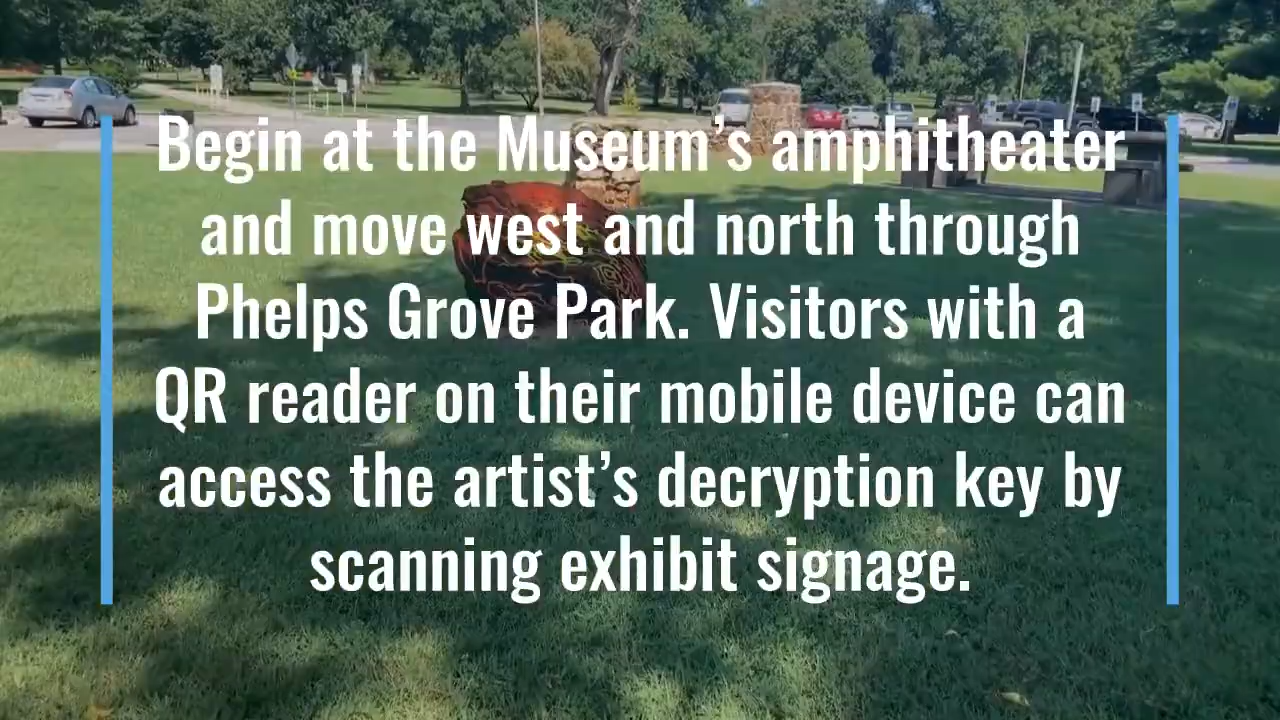 Begin at the Museum’s amphitheater
and move west and north through
Phelps Grove Park. Visitors with a
QR reader on their mobile device can
access the artist’s decryption key by
scanning exhibit signage.